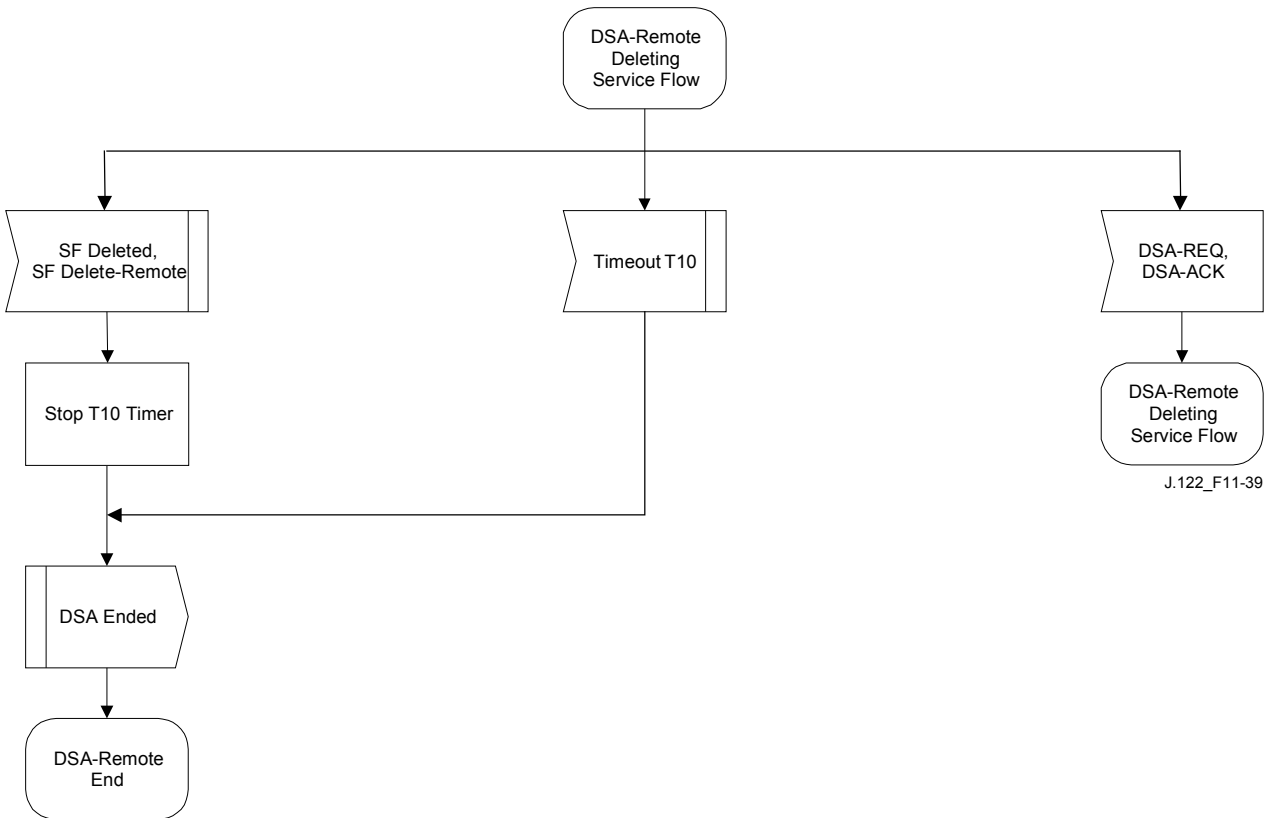 DSA-Remote
Deleting
Service Flow
SF Deleted,
SF Delete-Remote
Timeout T10
DSA-REQ,
DSA-ACK
Stop T10 Timer
DSA-Remote
Deleting
Service Flow
J.122_F11-39
DSA Ended
DSA-Remote
End